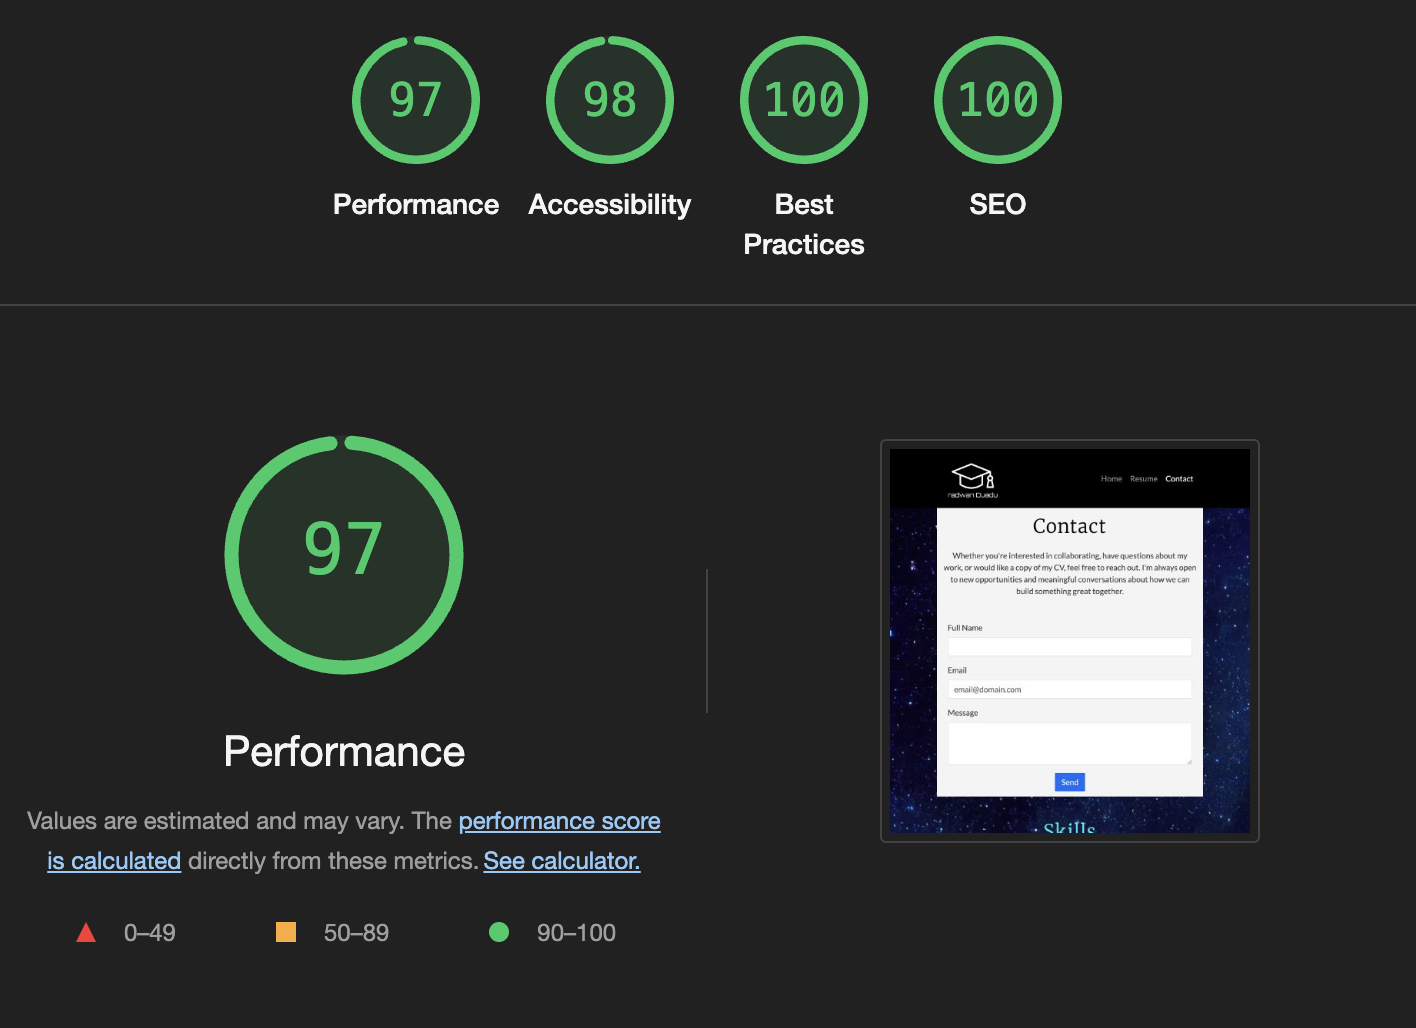 97
98
100
100
Performance
Accessibility
Best
Practices
SEO
97
Performance
Values are estimated and may vary. The performance score
is calculated directly from these metrics. See calculator.
0–49
50–89
90–100
radwan Duadu
Home Resume Contact
Contact
Whether you're interested in collaborating, have questions about my
work, or would like a copy of my CV, feel free to reach out. I'm always open
to new opportunities and meaningful conversations about how we can
build something great together.
Full Name
Email
email@domain.com
Message
Send
Skills